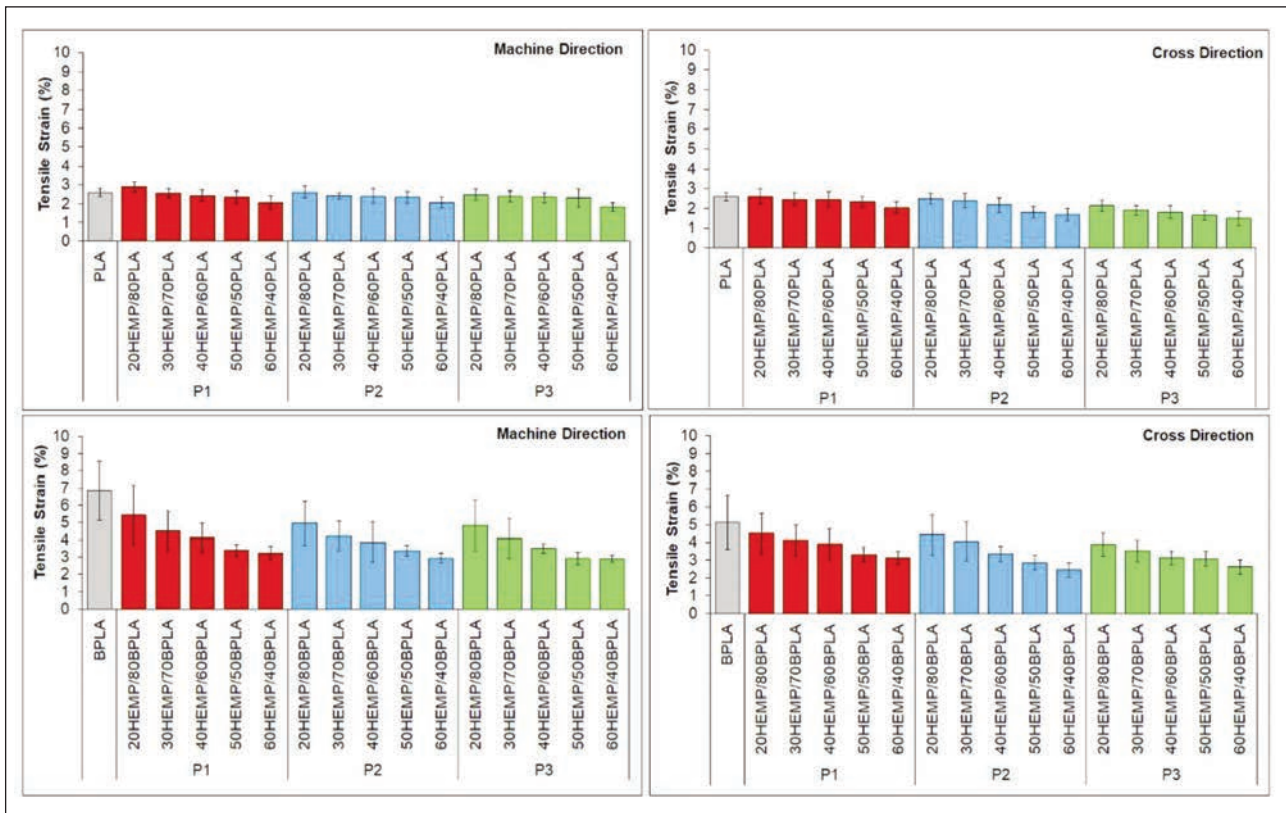 Machine Direction
Tensile Strain (%)
10
9
8
7
6
5
4
3
2
1
0
PLA
20HEMP/80PLA
30HEMP/70PLA
40HEMP/60PLA
50HEMP/50PLA
60HEMP/40PLA
20HEMP/80PLA
30HEMP/70PLA
40HEMP/60PLA
50HEMP/50PLA
60HEMP/40PLA
20HEMP/80PLA
30HEMP/70PLA
40HEMP/60PLA
50HEMP/50PLA
60HEMP/40PLA
P1
P2
P3
Cross Direction
Tensile Strain (%)
10
9
8
7
6
5
4
3
2
1
0
PLA
20HEMP/80PLA
30HEMP/70PLA
40HEMP/60PLA
50HEMP/50PLA
60HEMP/40PLA
20HEMP/80PLA
30HEMP/70PLA
40HEMP/60PLA
50HEMP/50PLA
60HEMP/40PLA
20HEMP/80PLA
30HEMP/70PLA
40HEMP/60PLA
50HEMP/50PLA
60HEMP/40PLA
P1
P2
P3
Machine Direction
Tensile Strain (%)
10
9
8
7
6
5
4
3
2
1
0
BPLA
20HEMP/80BPLA
30HEMP/70BPLA
40HEMP/60BPLA
50HEMP/50BPLA
60HEMP/40BPLA
20HEMP/80BPLA
30HEMP/70BPLA
40HEMP/60BPLA
50HEMP/50BPLA
60HEMP/40BPLA
20HEMP/80BPLA
30HEMP/70BPLA
40HEMP/60BPLA
50HEMP/50BPLA
60HEMP/40BPLA
P1
P2
P3
Cross Direction
Tensile Strain (%)
10
9
8
7
6
5
4
3
2
1
0
BPLA
20HEMP/80BPLA
30HEMP/70BPLA
40HEMP/60BPLA
50HEMP/50BPLA
60HEMP/40BPLA
20HEMP/80BPLA
30HEMP/70BPLA
40HEMP/60BPLA
50HEMP/50BPLA
60HEMP/40BPLA
20HEMP/80BPLA
30HEMP/70BPLA
40HEMP/60BPLA
50HEMP/50BPLA
60HEMP/40BPLA
P1
P2
P3